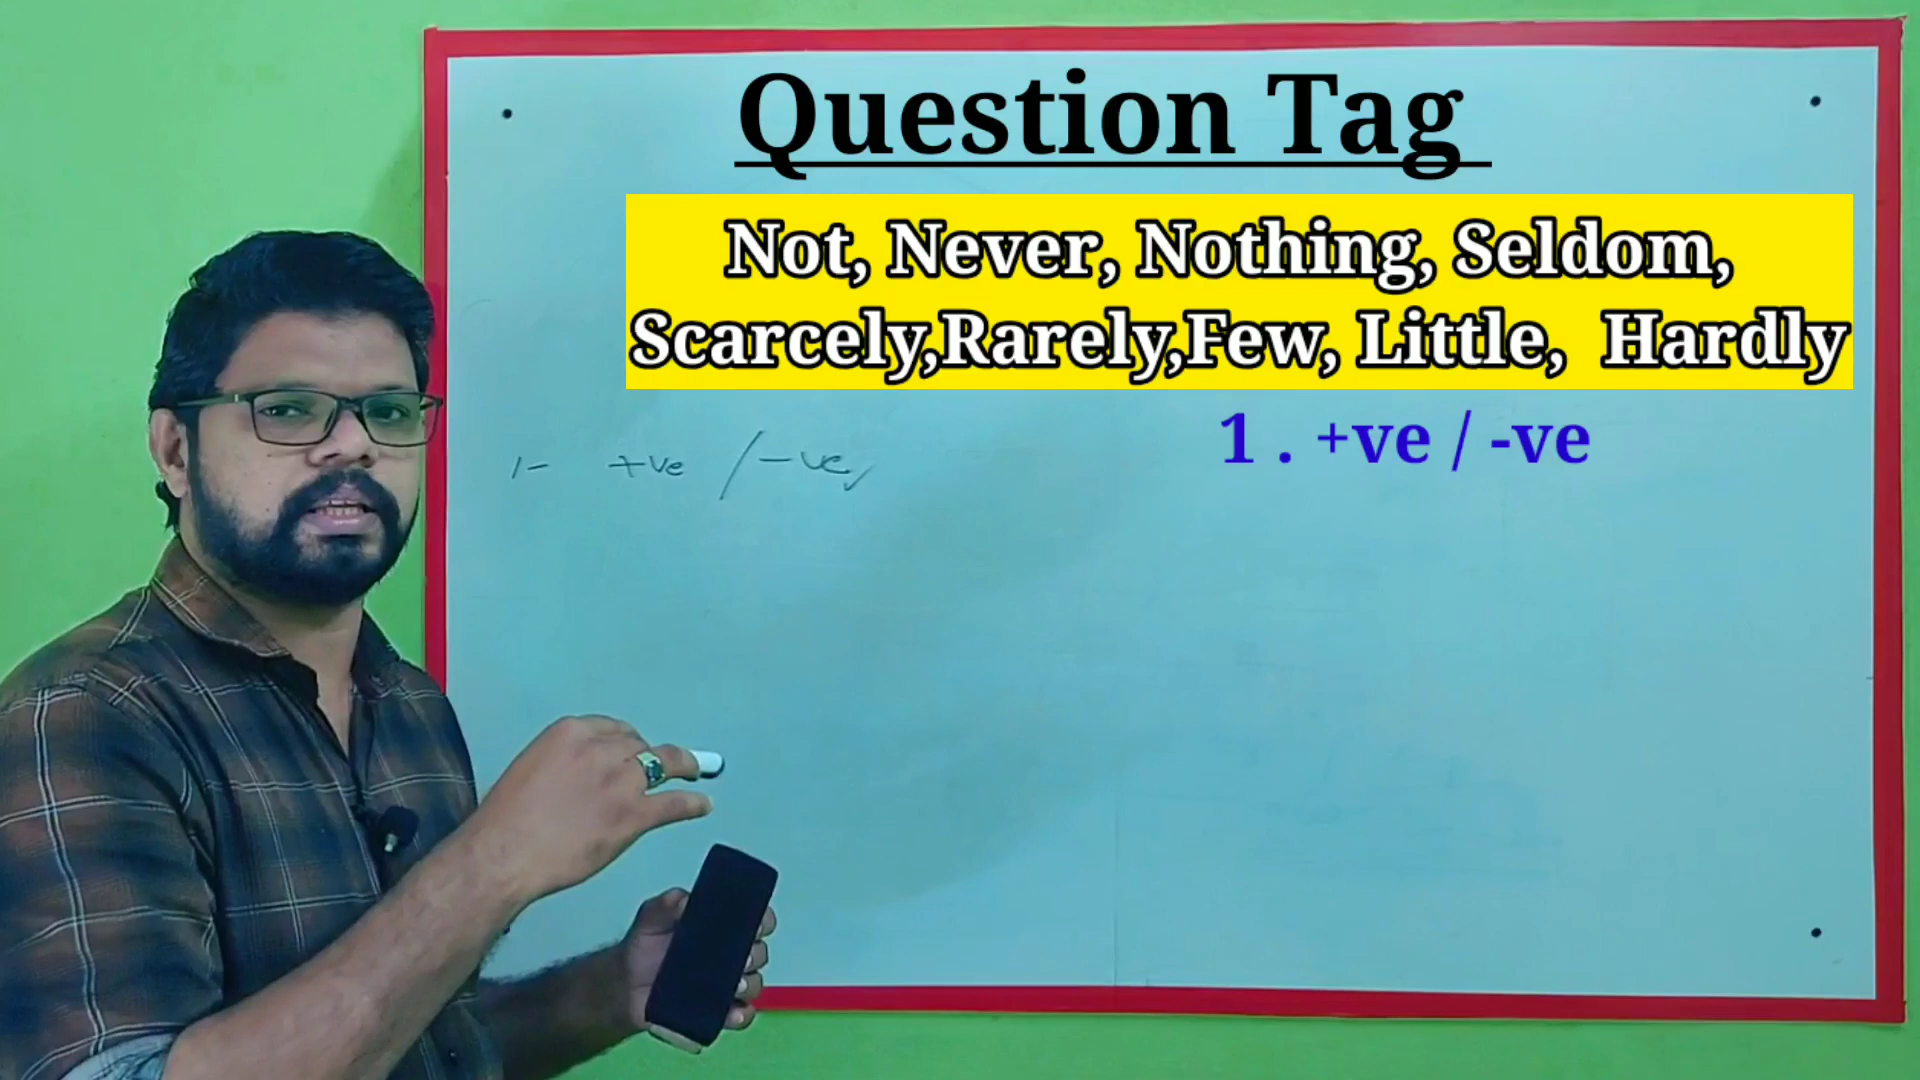 Question Tag
Not, Never, Nothing, Seldom,
Scarcely,Rarely,Few, Little, Hardly
1 . +ve / -ve
1- +ve / -ve